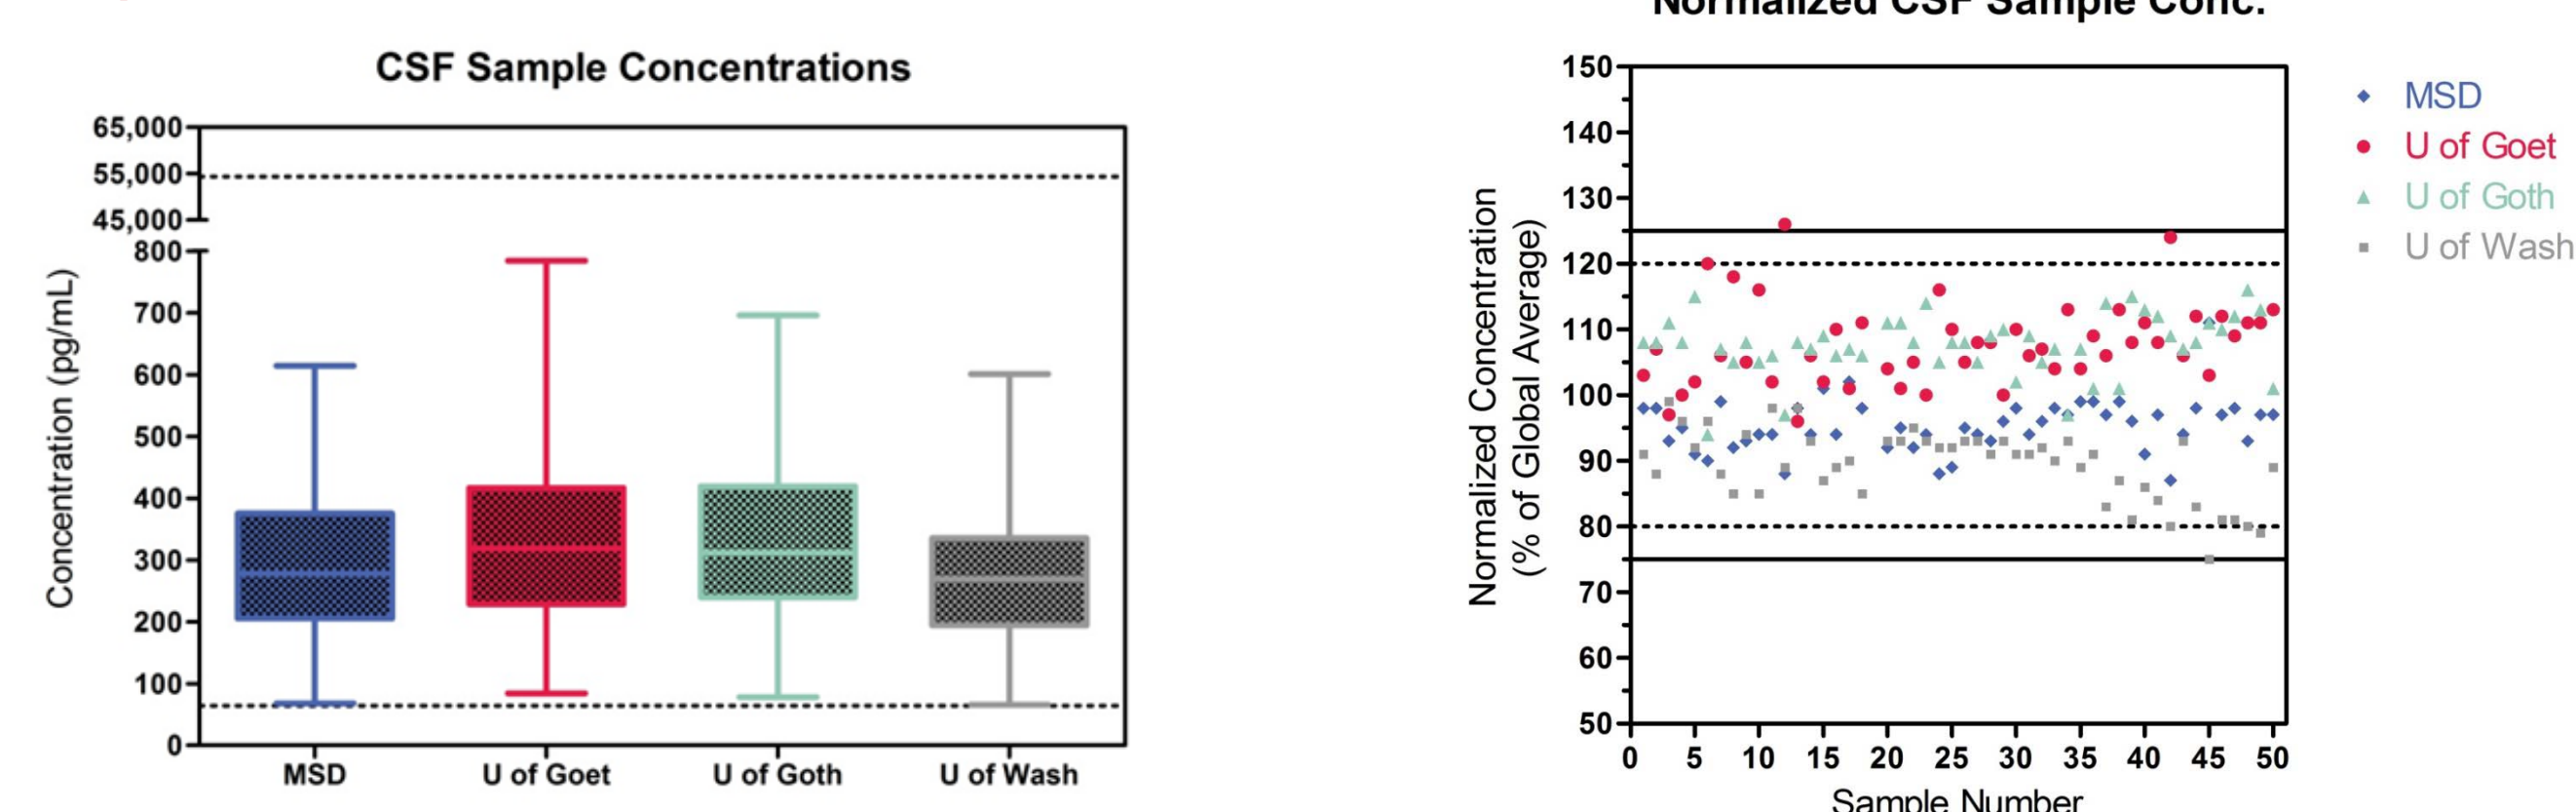 CSF Sample Concentrations
65,000
55,000
45,000
800
700
600
500
400
300
200
100
0
Concentration (pg/mL)
MSD
U of Goet
U of Goth
U of Wash
Normalized CSF Sample Conc.
150
140
130
120
110
100
90
80
70
60
50
Normalized Concentration
(% of Global Average)
0 5 10 15 20 25 30 35 40 45 50
Sample Number
MSD
U of Goet
U of Goth
U of Wash